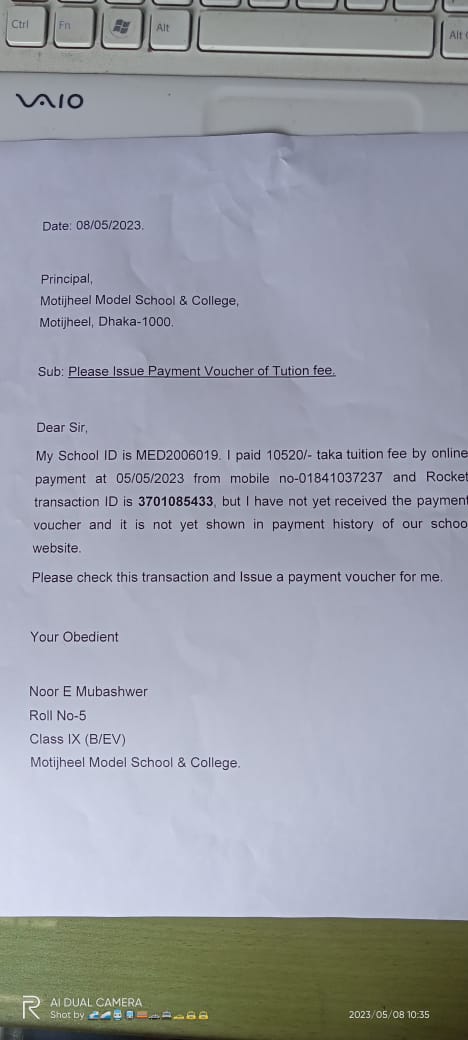 Ctrl
Fn
Alt
Alt
VAIO
Date: 08/05/2023.
Principal,
Motijheel Model School & College,
Motijheel, Dhaka-1000.
Sub: Please Issue Payment Voucher of Tution fee.
Dear Sir,
My School ID is MED2006019. I paid 10520/- taka tuition fee by online
payment at 05/05/2023 from mobile no-01841037237 and Rocket
transaction ID is 3701085433, but I have not yet received the payment
voucher and it is not yet shown in payment history of our schoo
website.
Please check this transaction and Issue a payment voucher for me.
Your Obedient
Noor E Mubashwer
Roll No-5
Class IX (B/EV)
Motijheel Model School & College.
AI DUAL CAMERA
Shot by
2023/05/08 10:35